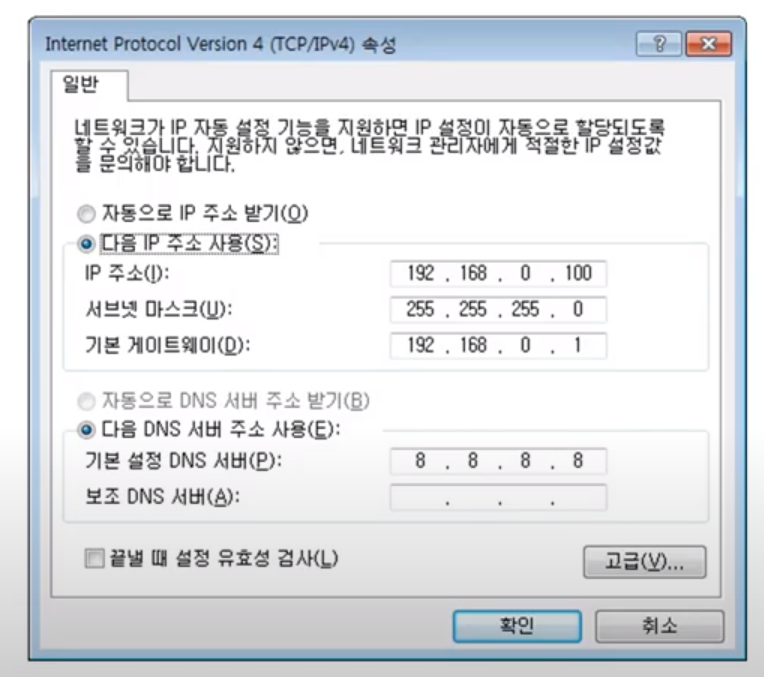 Internet Protocol Version 4 (TCP/IPv4) 속성
일반
네트워크가 IP 자동 설정 기능을 지원하면 IP 설정이 자동으로 할당되도록
할 수 있습니다. 지원하지 않으면, 네트워크 관리자에게 적절한 IP 설정값
을 문의해야 합니다.
자동으로 IP 주소 받기(O)
다음 IP 주소 사용(S):
IP 주소(I): 192 . 168 . 0 . 100
서브넷 마스크(U): 255 . 255 . 255 . 0
기본 게이트웨이(D): 192 . 168 . 0 . 1
자동으로 DNS 서버 주소 받기(B)
다음 DNS 서버 주소 사용(E):
기본 설정 DNS 서버(P): 8 . 8 . 8 . 8
보조 DNS 서버(A): . . .
끝낼 때 설정 유효성 검사(L)
고급(V)...
확인 취소